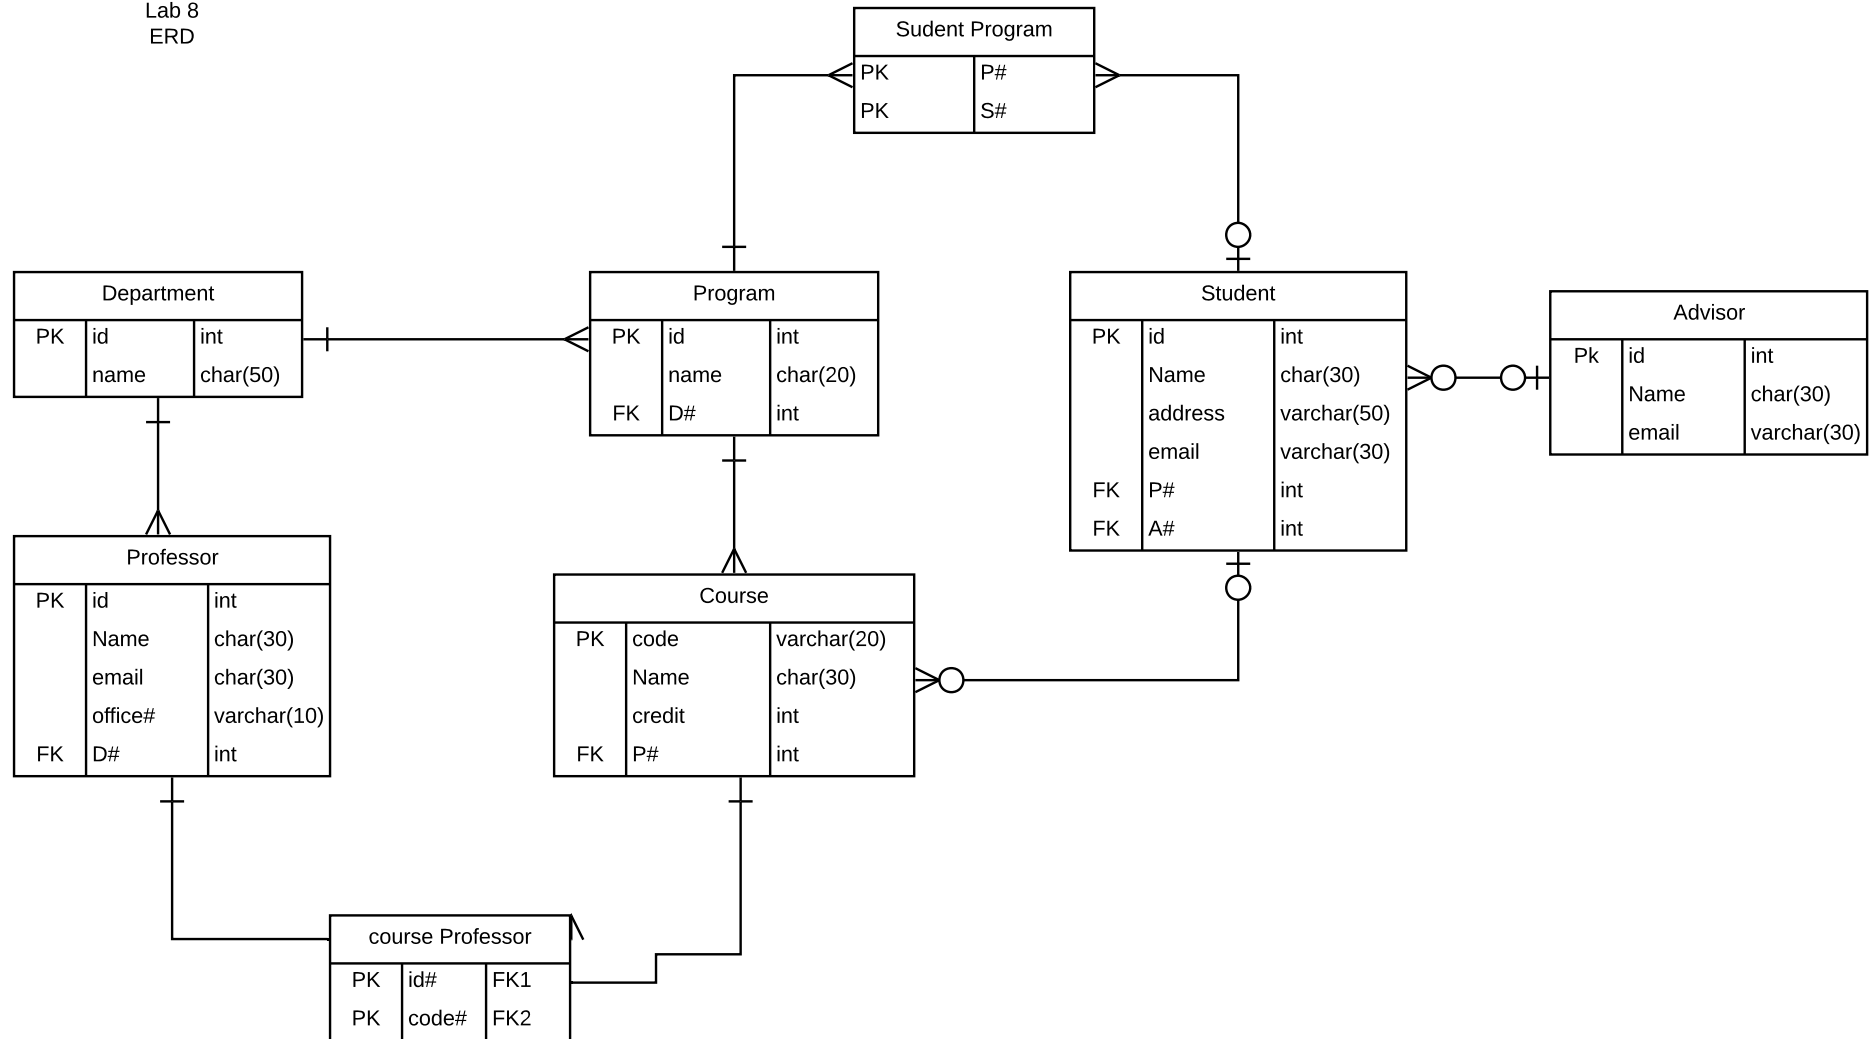 Lab 8
ERD
Sudent Program
PK P#
PK S#
Department
PK id int
name char(50)
Program
PK id int
name char(20)
FK D# int
Student
PK id int
Name char(30)
address varchar(50)
email varchar(30)
FK P# int
FK A# int
Advisor
Pk id int
Name char(30)
email varchar(30)
Professor
PK id int
Name char(30)
email char(30)
office# varchar(10)
FK D# int
Course
PK code varchar(20)
Name char(30)
credit int
FK P# int
course Professor
PK id# FK1
PK code# FK2